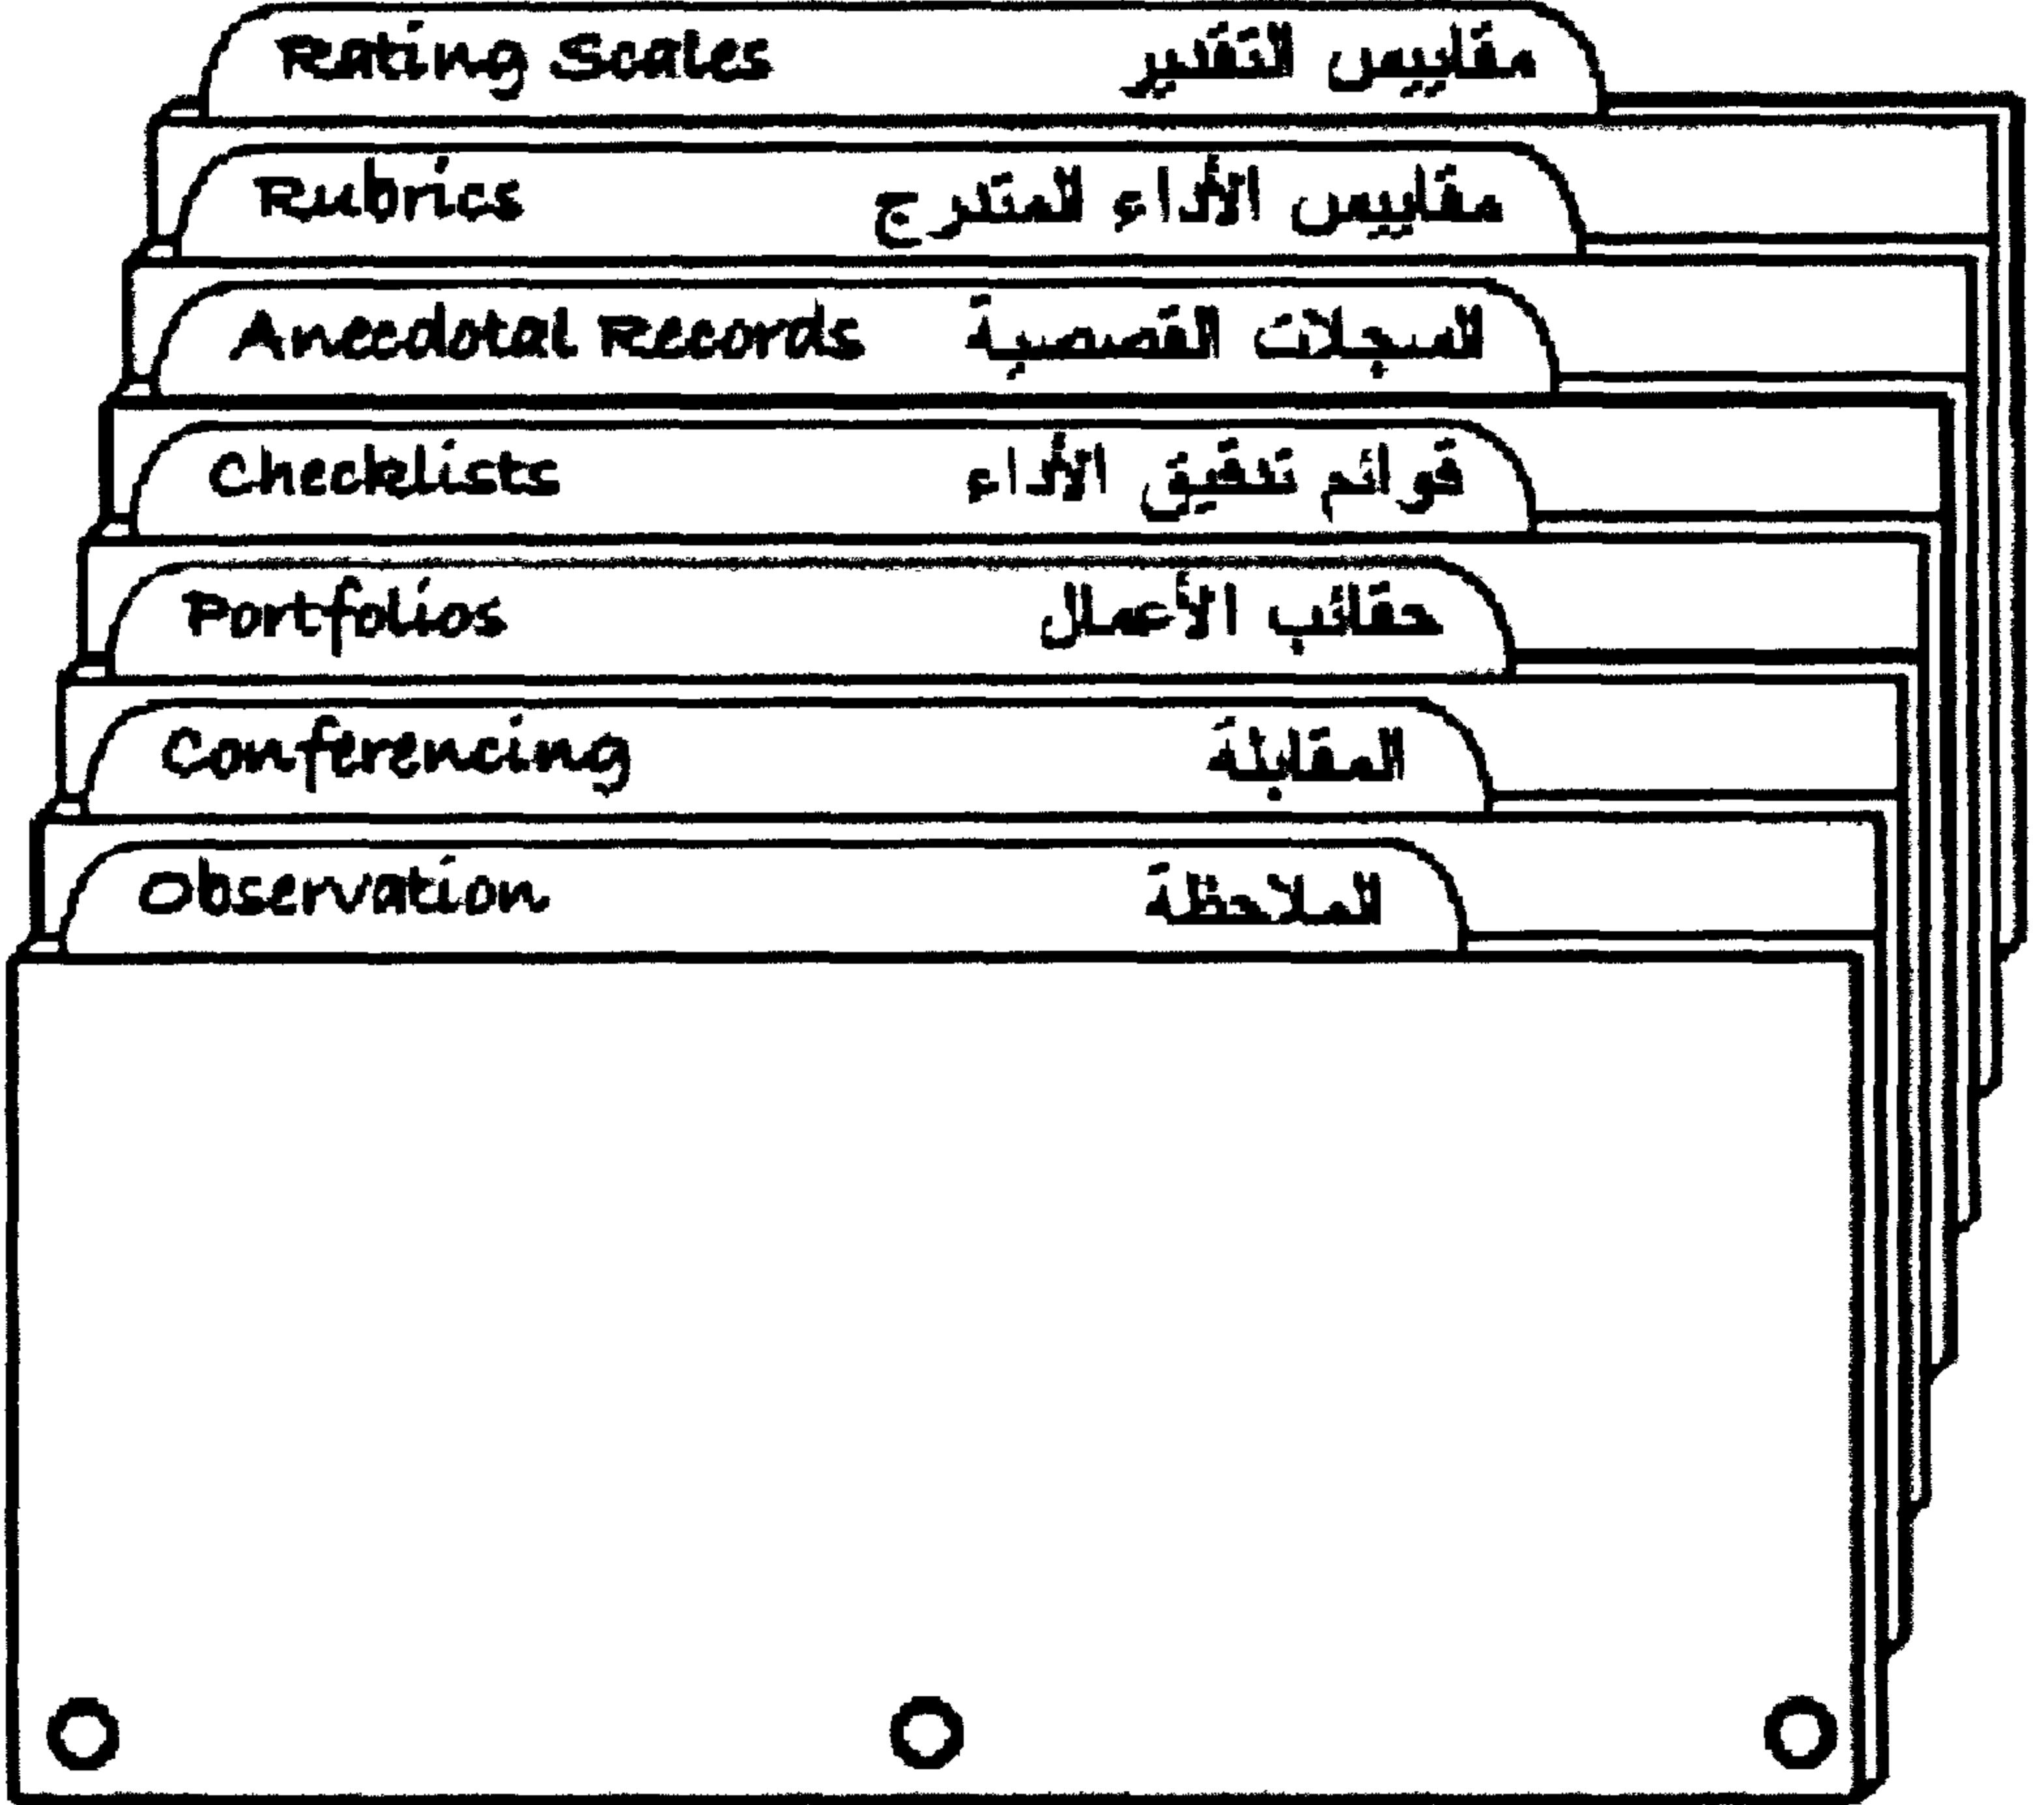 Rating Scales مقاييس التقدير
Rubrics مقاييس الأداء المتدرج
Anecdotal Records السجلات القصصية
Checklists قوائم تدقيق الأداء
Portfolios حقائب الأعمال
Conferencing المقابلة
Observation الملاحظة